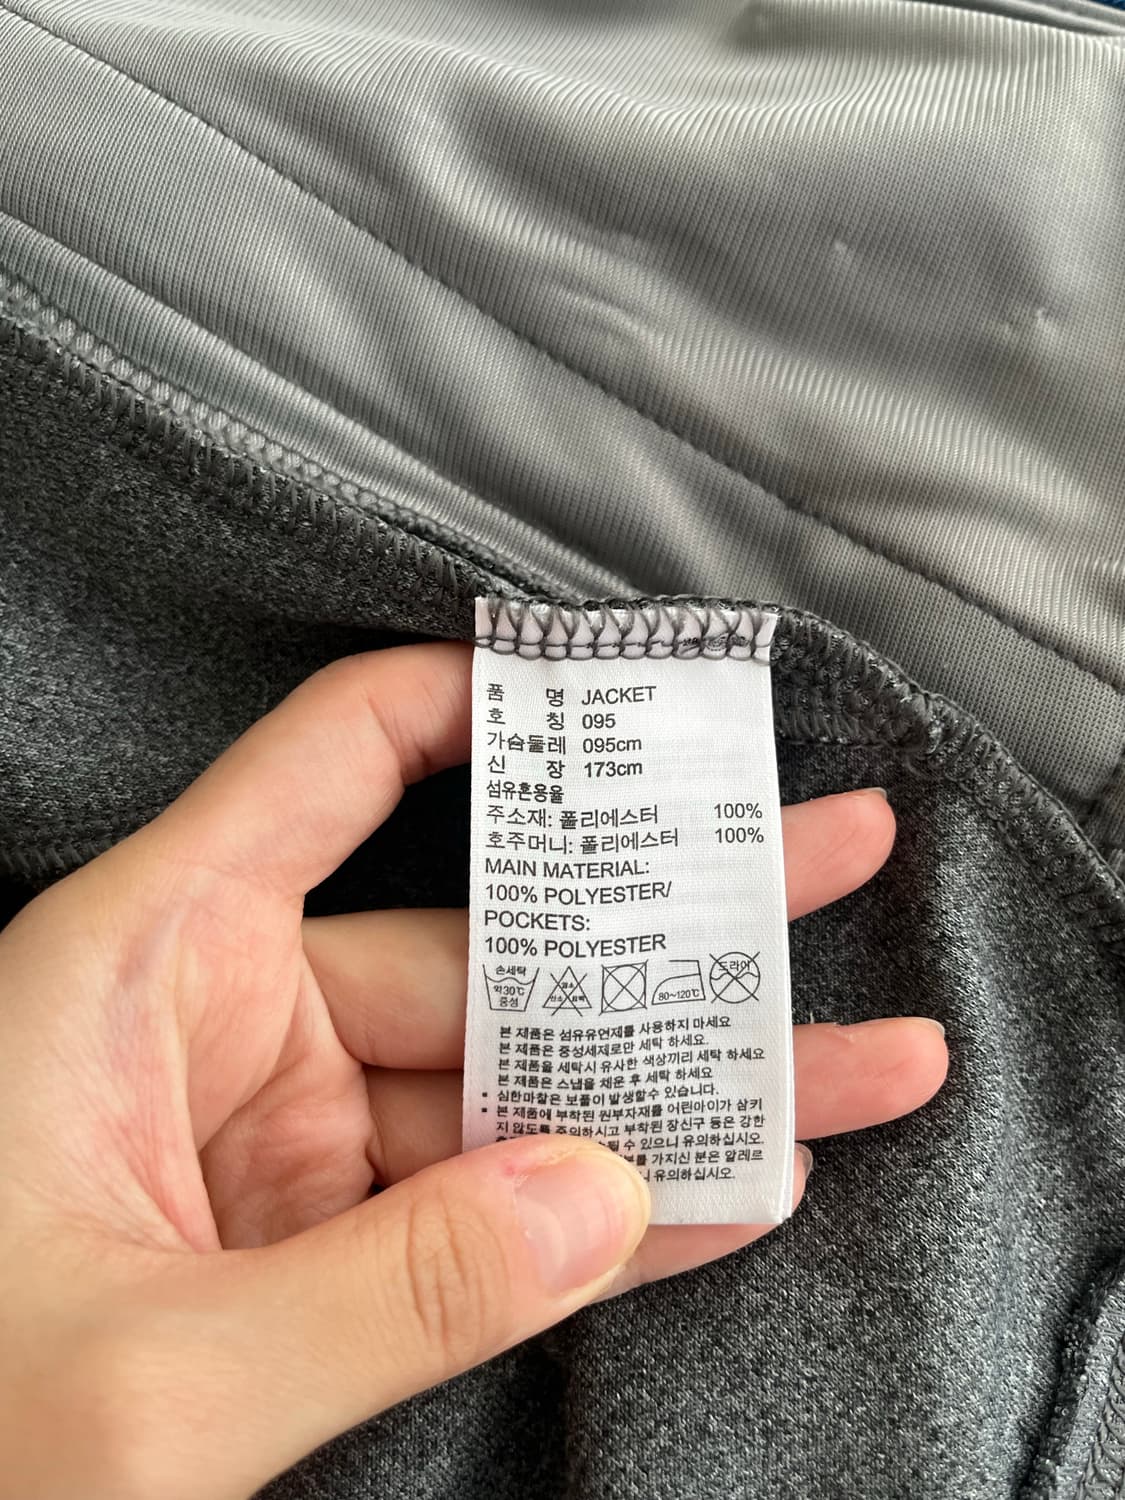 품 명 JACKET
호 칭 095
가슴둘레 095cm
신 장 173cm
섬유혼용율
주소재: 폴리에스터 100%
호주머니: 폴리에스터 100%
MAIN MATERIAL:
100% POLYESTER/
POCKETS:
100% POLYESTER
손세탁 약30℃ 중성 염소 산소 표백 80~120℃ 드라이
본 제품은 섬유유연제를 사용하지 마세요
본 제품은 중성세제로만 세탁 하세요.
본 제품을 세탁시 유사한 색상끼리 세탁 하세요
본 제품은 스냅을 채운 후 세탁 하세요
▪ 심한마찰은 보풀이 발생할수 있습니다.
▪ 본 제품에 부착된 원부자재를 어린아이가 삼키
지 않도록 주의하시고 부착된 장신구 등은 강한
될 수 있으니 유의하십시오.
부를 가지신 분은 알레르
니 유의하십시오.